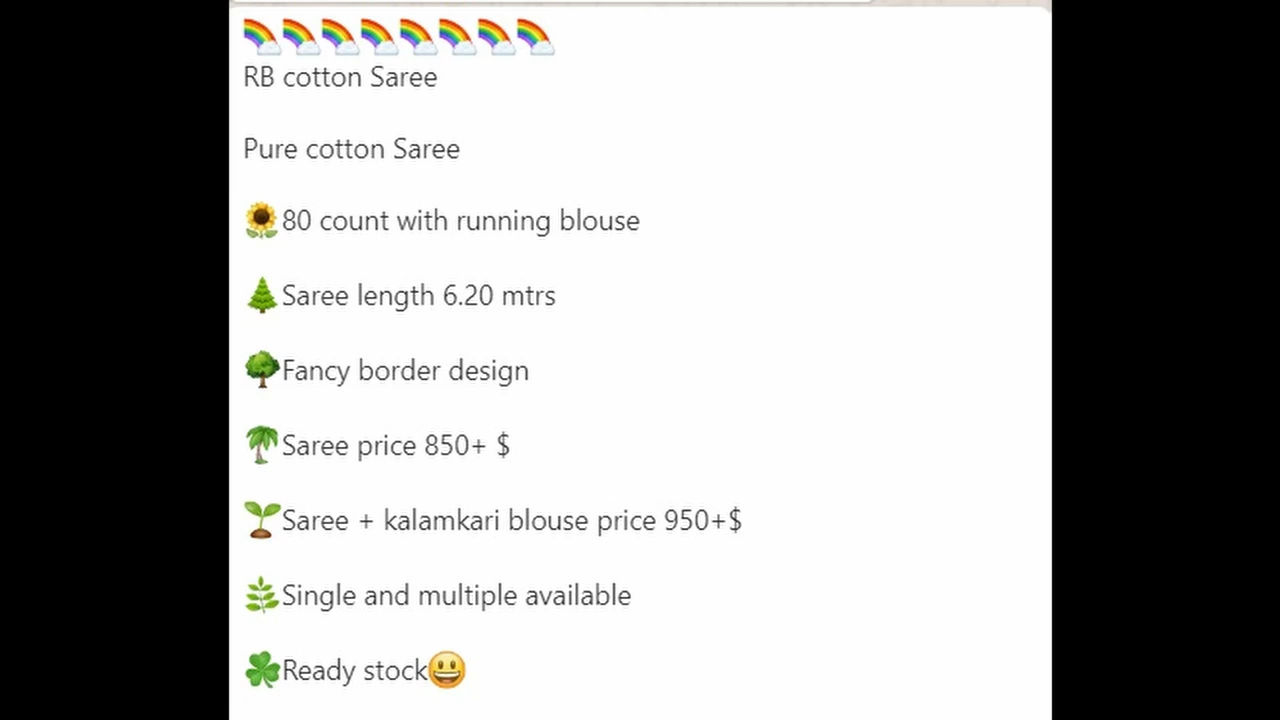 🌈🌈🌈🌈🌈🌈🌈🌈
RB cotton Saree
Pure cotton Saree
🌻80 count with running blouse
🌲Saree length 6.20 mtrs
🌳Fancy border design
🌴Saree price 850+ $
🌱Saree + kalamkari blouse price 950+$
🌿Single and multiple available
☘️Ready stock😃